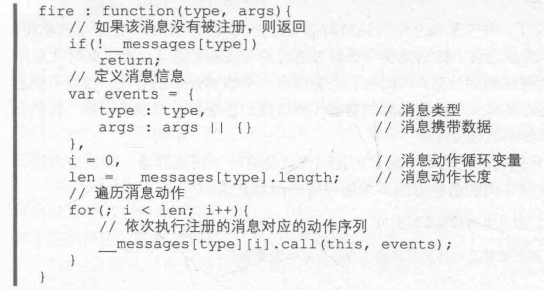 fire : function(type, args){
// 如果该消息没有被注册，则返回
if(!__messages[type])
return;
// 定义消息信息
var events = {
type : type, // 消息类型
args : args || {} // 消息携带数据
},
i = 0, // 消息动作循环变量
len = __messages[type].length; // 消息动作长度
// 遍历消息动作
for(; i < len; i++){
// 依次执行注册的消息对应的动作序列
__messages[type][i].call(this, events);
}
}